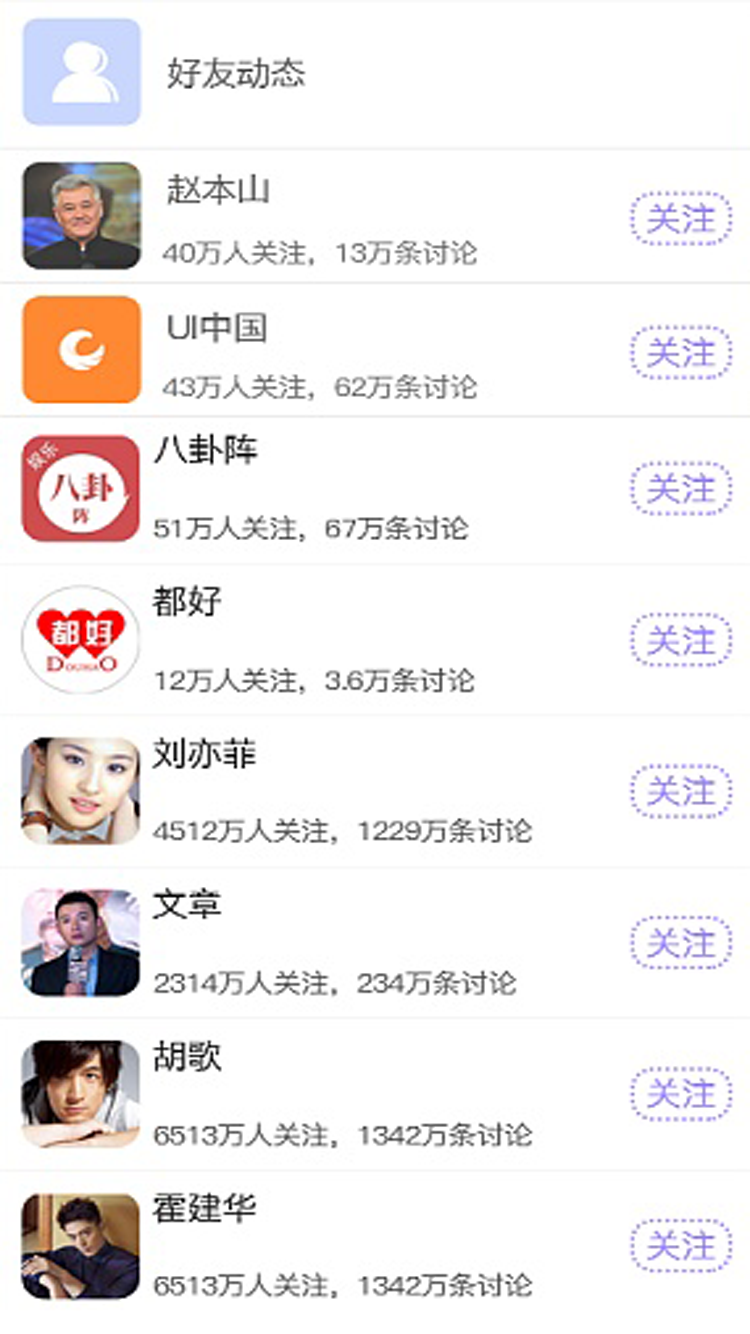 好友动态
赵本山
关注
40万人关注，13万条讨论
UI中国
关注
43万人关注，62万条讨论
娱乐
八卦
阵
八卦阵
关注
51万人关注，67万条讨论
都好
DOUHAO
都好
关注
12万人关注，3.6万条讨论
刘亦菲
关注
4512万人关注，1229万条讨论
文章
关注
2314万人关注，234万条讨论
胡歌
关注
6513万人关注，1342万条讨论
霍建华
关注
6513万人关注，1342万条讨论